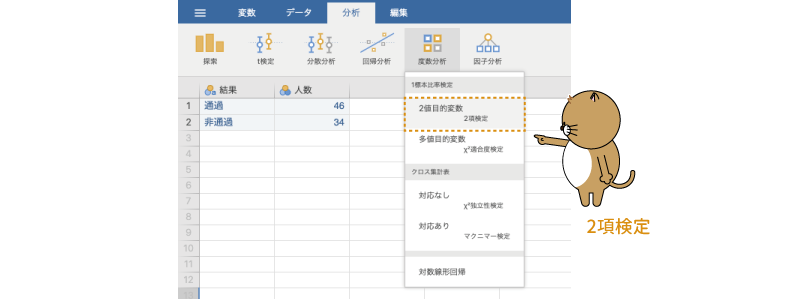 変数 データ 分析 編集
探索 t検定 分散分析 回帰分析 度数分析 因子分析
1標本比率検定
結果 人数
1 通過 46
2値目的変数
2項検定
2 非通過 34
3
多値目的変数
χ²適合度検定
4
5
クロス集計表
6
対応なし
7
χ²独立性検定
8
対応あり
9
マクニマー検定
10
11
対数線形回帰
12
13
2項検定